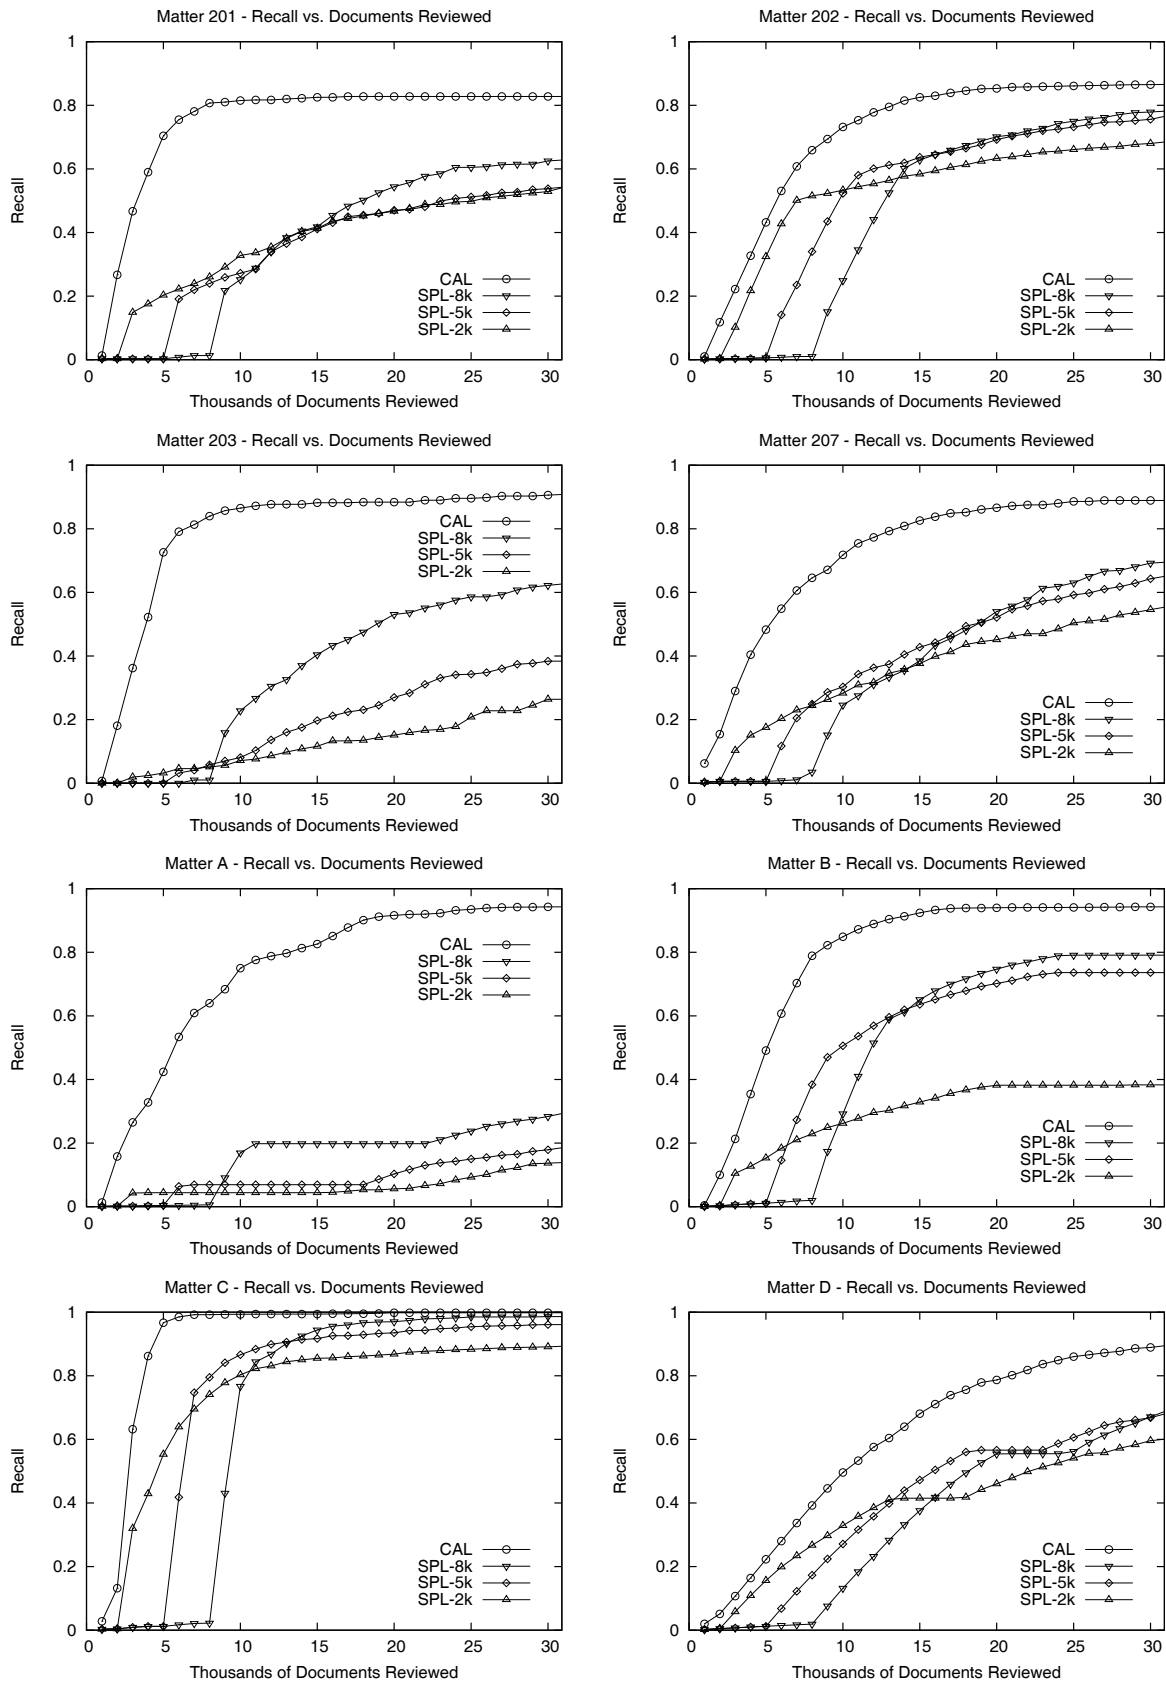 Matter 201 - Recall vs. Documents Reviewed
1
0.8
0.6
0.4
0.2
0
Recall
CAL
SPL-8k
SPL-5k
SPL-2k
0 5 10 15 20 25 30
Thousands of Documents Reviewed
Matter 202 - Recall vs. Documents Reviewed
1
0.8
0.6
0.4
0.2
0
Recall
CAL
SPL-8k
SPL-5k
SPL-2k
0 5 10 15 20 25 30
Thousands of Documents Reviewed
Matter 203 - Recall vs. Documents Reviewed
1
0.8
0.6
0.4
0.2
0
Recall
CAL
SPL-8k
SPL-5k
SPL-2k
0 5 10 15 20 25 30
Thousands of Documents Reviewed
Matter 207 - Recall vs. Documents Reviewed
1
0.8
0.6
0.4
0.2
0
Recall
CAL
SPL-8k
SPL-5k
SPL-2k
0 5 10 15 20 25 30
Thousands of Documents Reviewed
Matter A - Recall vs. Documents Reviewed
1
0.8
0.6
0.4
0.2
0
Recall
CAL
SPL-8k
SPL-5k
SPL-2k
0 5 10 15 20 25 30
Thousands of Documents Reviewed
Matter B - Recall vs. Documents Reviewed
1
0.8
0.6
0.4
0.2
0
Recall
CAL
SPL-8k
SPL-5k
SPL-2k
0 5 10 15 20 25 30
Thousands of Documents Reviewed
Matter C - Recall vs. Documents Reviewed
1
0.8
0.6
0.4
0.2
0
Recall
CAL
SPL-8k
SPL-5k
SPL-2k
0 5 10 15 20 25 30
Thousands of Documents Reviewed
Matter D - Recall vs. Documents Reviewed
1
0.8
0.6
0.4
0.2
0
Recall
CAL
SPL-8k
SPL-5k
SPL-2k
0 5 10 15 20 25 30
Thousands of Documents Reviewed